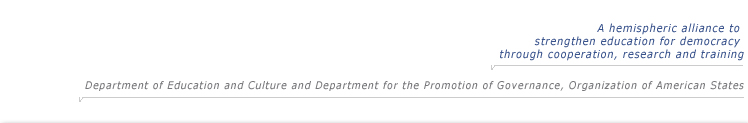 A hemispheric alliance to
strengthen education for democracy
through cooperation, research and training
Department of Education and Culture and Department for the Promotion of Governance, Organization of American States